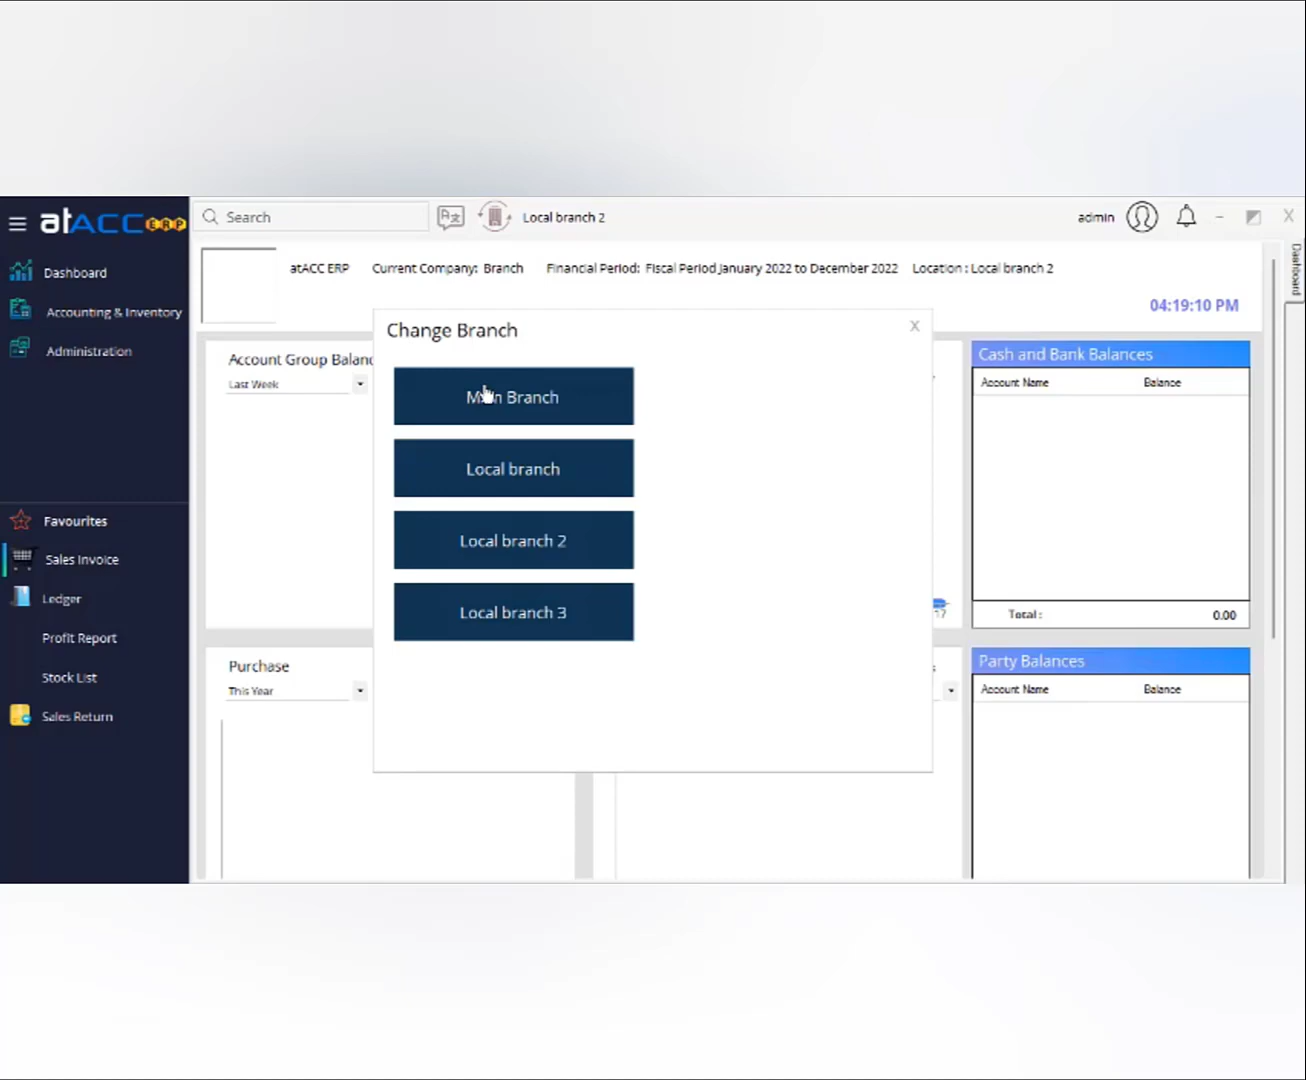 atACC ERP
Search
Local branch 2
admin
X
Dashboard
Accounting & Inventory
Administration
Favourites
Sales Invoice
Ledger
Profit Report
Stock List
Sales Return
atACC ERP Current Company: Branch Financial Period: Fiscal Period January 2022 to December 2022 Location : Local branch 2
Dashboard
04:19:10 PM
Change Branch
X
Main Branch
Local branch
Local branch 2
Local branch 3
Account Group Balanc
Last Week
17
Cash and Bank Balances
Account Name Balance
Total : 0.00
Purchase
This Year
Party Balances
Account Name Balance